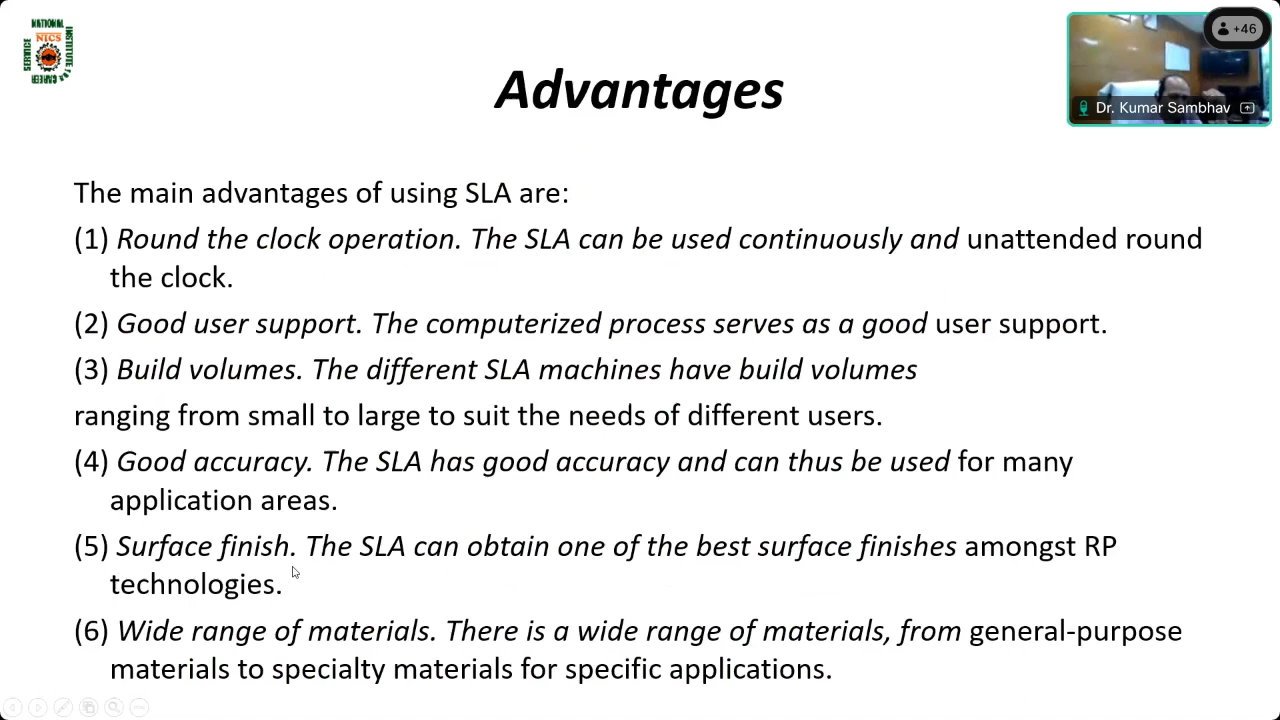 NATIONAL
INSTITUTE FOR
CAREER
SERVICE
NICS
+46
Dr. Kumar Sambhav
Advantages
The main advantages of using SLA are:
(1) Round the clock operation. The SLA can be used continuously and unattended round
the clock.
(2) Good user support. The computerized process serves as a good user support.
(3) Build volumes. The different SLA machines have build volumes
ranging from small to large to suit the needs of different users.
(4) Good accuracy. The SLA has good accuracy and can thus be used for many
application areas.
(5) Surface finish. The SLA can obtain one of the best surface finishes amongst RP
technologies.
(6) Wide range of materials. There is a wide range of materials, from general-purpose
materials to specialty materials for specific applications.